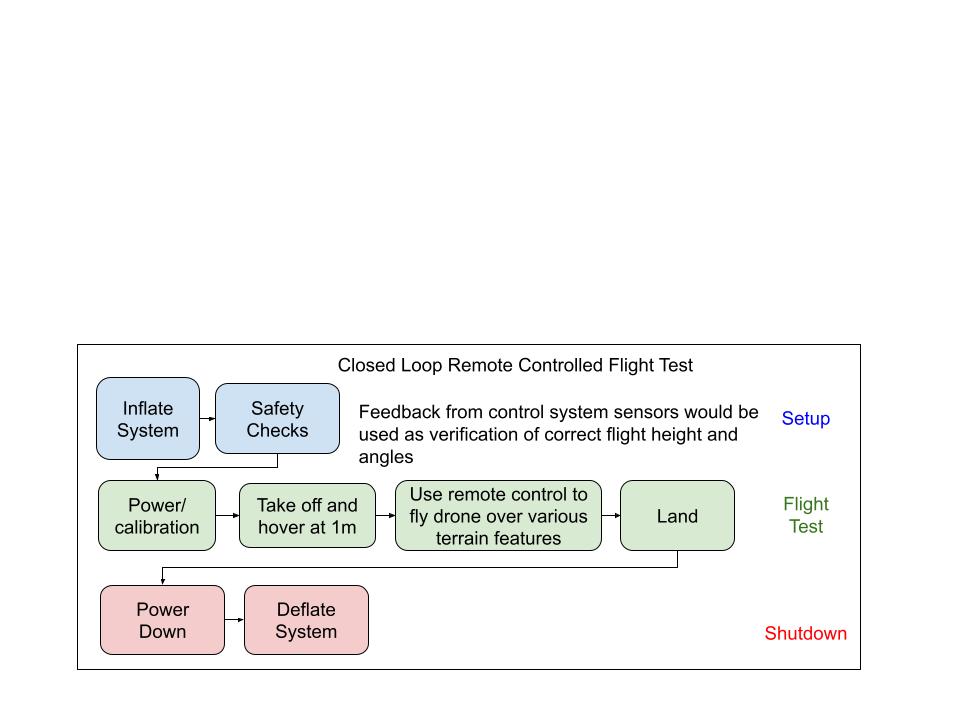 Closed Loop Remote Controlled Flight Test
Inflate
System
Safety
Checks
Feedback from control system sensors would be
used as verification of correct flight height and
angles
Setup
Power/
calibration
Take off and
hover at 1m
Use remote control to
fly drone over various
terrain features
Land
Flight
Test
Power
Down
Deflate
System
Shutdown